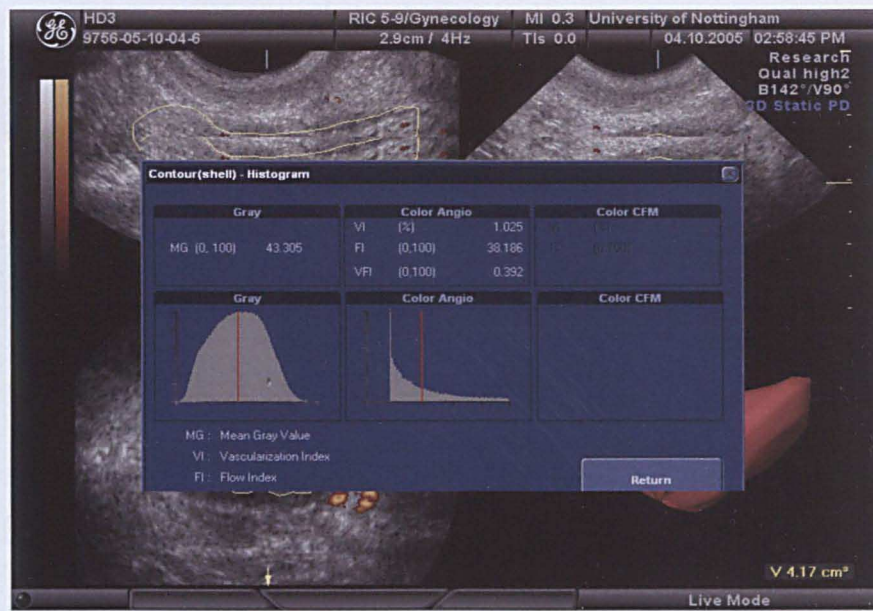 GE
HD3 RIC 5-9/Gynecology MI 0.3 University of Nottingham
9756-05-10-04-6 2.9cm / 4Hz TIs 0.0 04.10.2005 02:58:45 PM
Research
Qual high2
B142°/V90°
3D Static PD
Contour(shell) - Histogram
Gray Color Angio Color CFM
VI (%) 1.025
MG (0, 100) 43.305 FI (0,100) 38.186
VFI (0,100) 0.392
Gray Color Angio Color CFM
MG : Mean Gray Value
VI : Vascularization Index
FI : Flow Index
Return
V 4.17 cm³
Live Mode